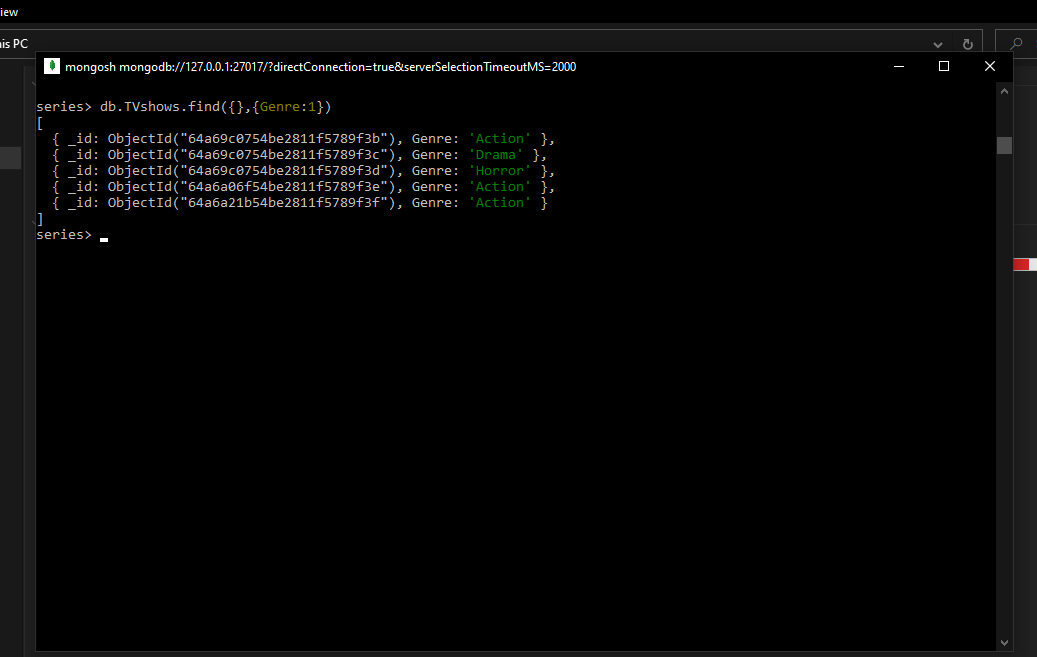 iew
his PC
mongosh mongodb://127.0.0.1:27017/?directConnection=true&serverSelectionTimeoutMS=2000
series> db.TVshows.find({},{Genre:1})
[
  { _id: ObjectId("64a69c0754be2811f5789f3b"), Genre: 'Action' },
  { _id: ObjectId("64a69c0754be2811f5789f3c"), Genre: 'Drama' },
  { _id: ObjectId("64a69c0754be2811f5789f3d"), Genre: 'Horror' },
  { _id: ObjectId("64a6a06f54be2811f5789f3e"), Genre: 'Action' },
  { _id: ObjectId("64a6a21b54be2811f5789f3f"), Genre: 'Action' }
]
series>